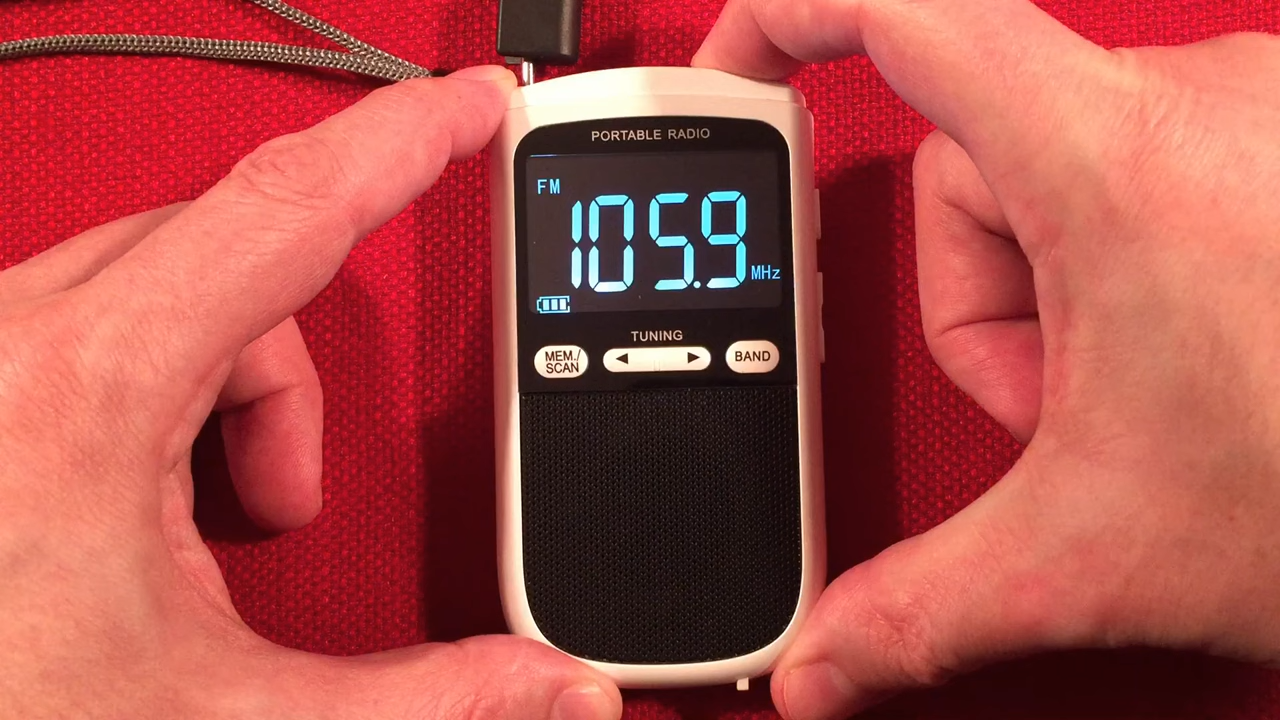 PORTABLE RADIO
FM
105.9
MHz
TUNING
MEM./
SCAN
BAND